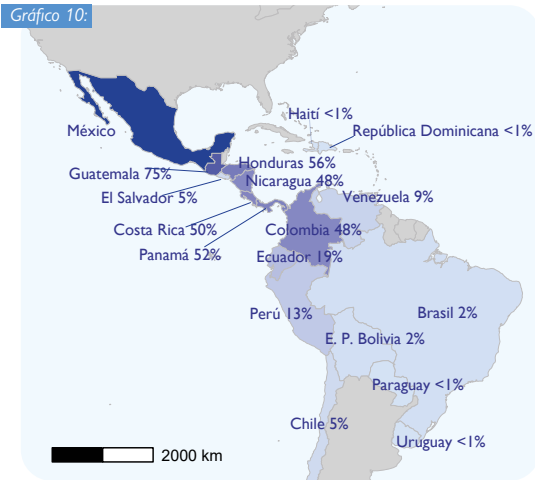 Gráfico 10:
Haití <1%
República Dominicana <1%
México
Honduras 56%
Guatemala 75%
Nicaragua 48%
El Salvador 5%
Venezuela 9%
Costa Rica 50%
Colombia 48%
Panamá 52%
Ecuador 19%
Perú 13%
Brasil 2%
E. P. Bolivia 2%
Paraguay <1%
Chile 5%
Uruguay <1%
2000 km